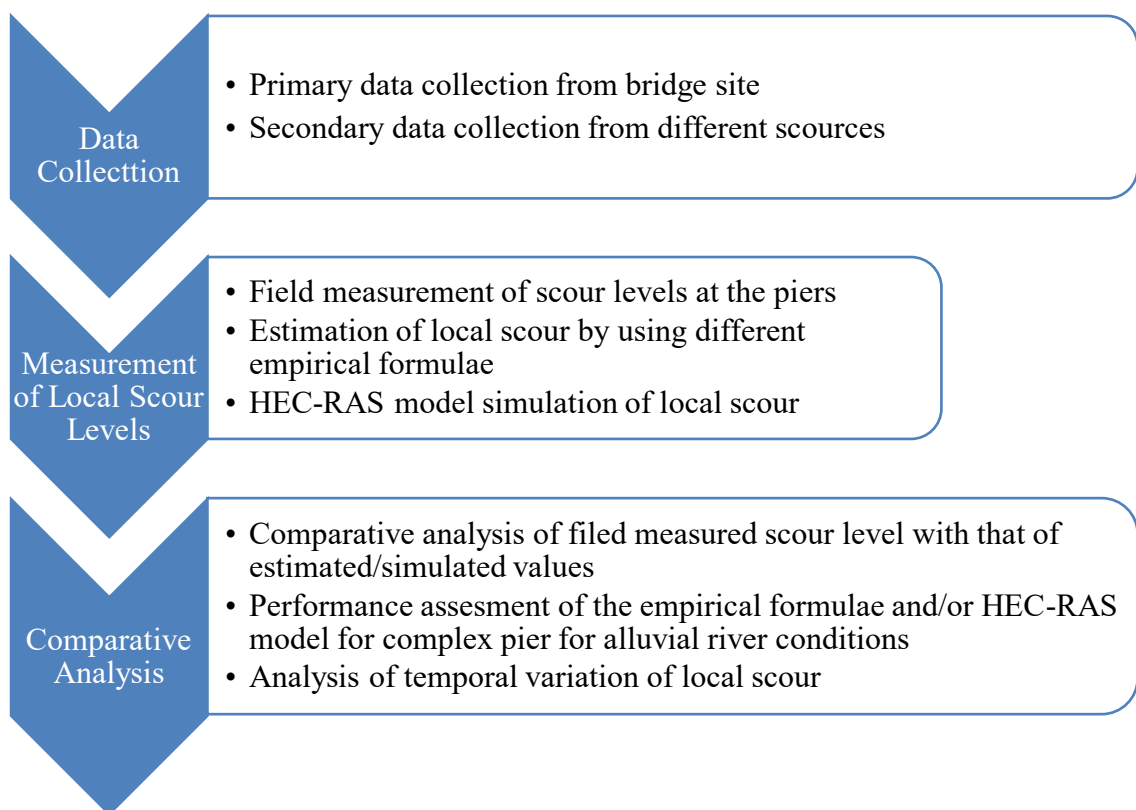 Data
Collecttion
• Primary data collection from bridge site
• Secondary data collection from different scources
Measurement
of Local Scour
Levels
• Field measurement of scour levels at the piers
• Estimation of local scour by using different
empirical formulae
• HEC-RAS model simulation of local scour
Comparative
Analysis
• Comparative analysis of filed measured scour level with that of
estimated/simulated values
• Performance assesment of the empirical formulae and/or HEC-RAS
model for complex pier for alluvial river conditions
• Analysis of temporal variation of local scour